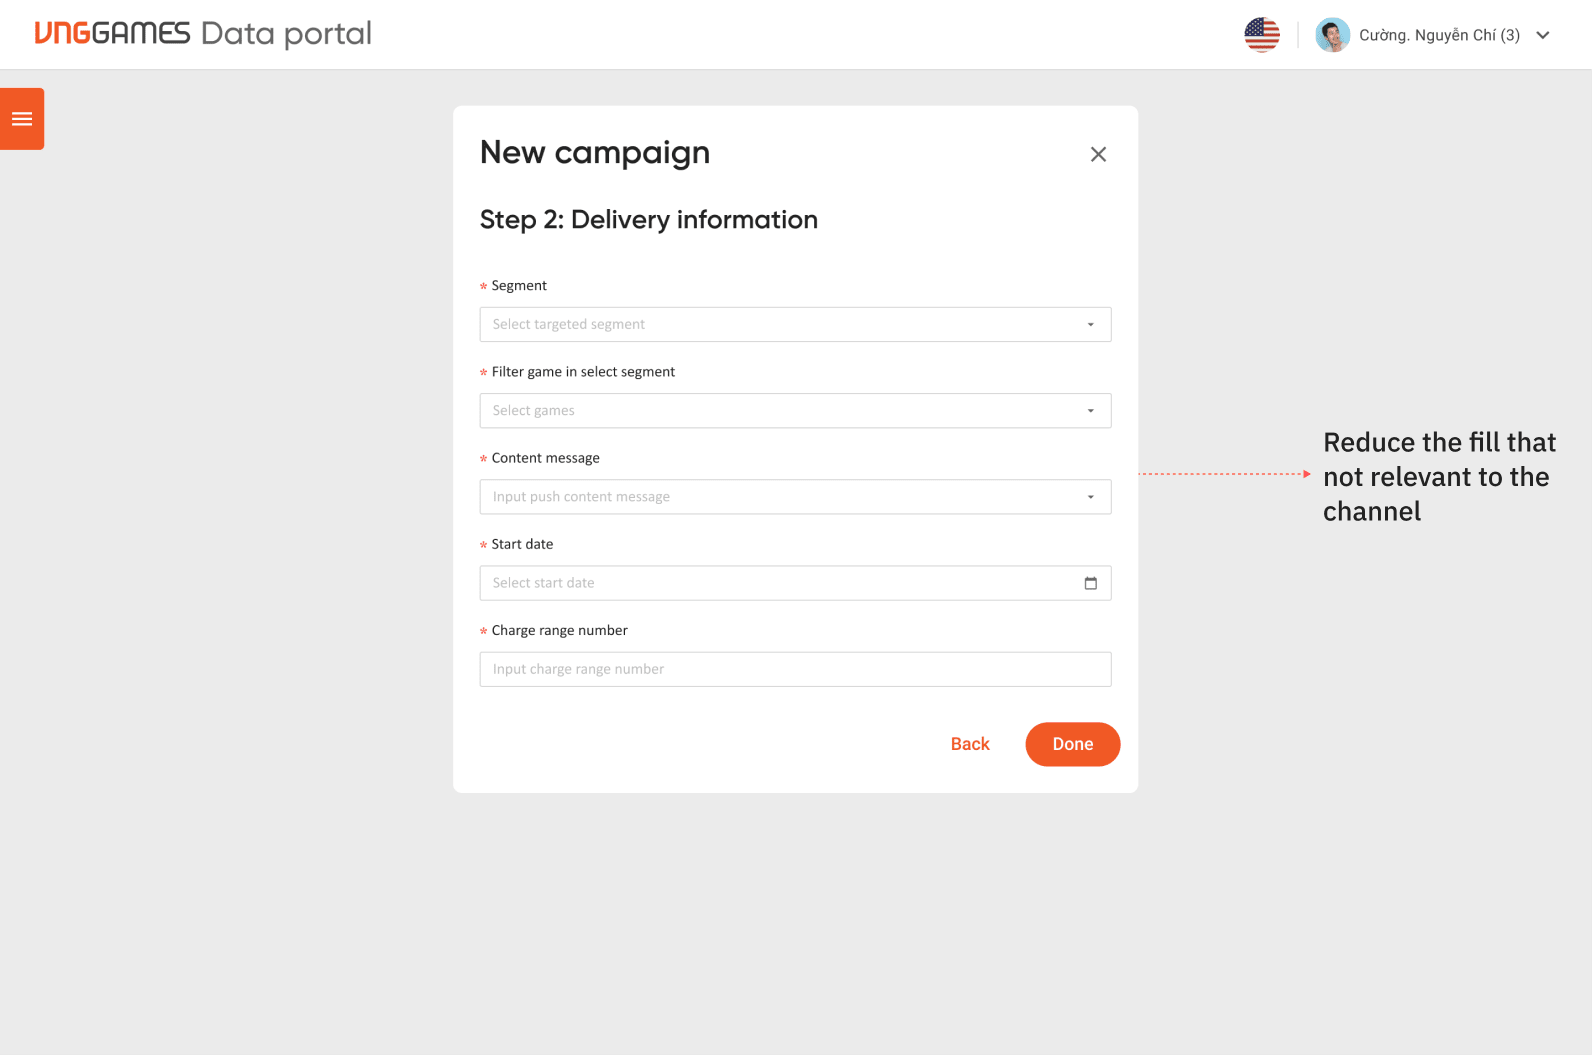 VNGGAMES Data portal
Cường. Nguyễn Chí (3)
New campaign
Step 2: Delivery information
* Segment
Select targeted segment
* Filter game in select segment
Select games
* Content message
Input push content message
* Start date
Select start date
* Charge range number
Input charge range number
Back
Done
Reduce the fill that
not relevant to the
channel